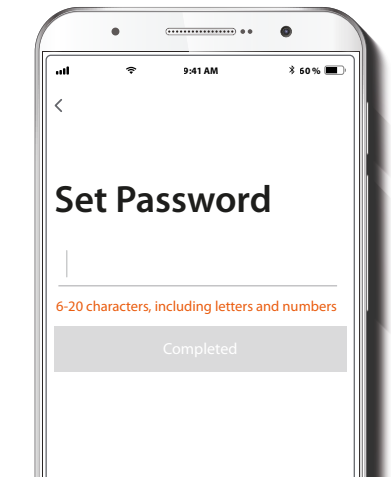 9:41 AM
60%
Set Password
6-20 characters, including letters and numbers
Completed